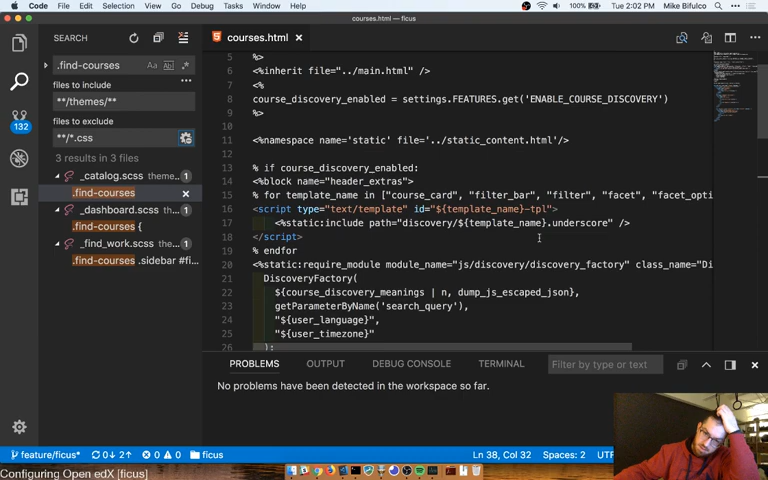 Code File Edit Selection View Go Debug Tasks Window Help 100% Tue 2:02 PM Mike Bifulco
courses.html — ficus
SEARCH
courses.html
.find-courses
Aa Ab
files to include
**/themes/**
files to exclude
**/*.css
3 results in 3 files
_catalog.scss theme... 1
.find-courses
_dashboard.scss th... 1
.find-courses {
_find_work.scss the... 1
.find-courses .sidebar #fi...
132
5 %>
6 <%inherit file="../main.html" />
7 <%
8 course_discovery_enabled = settings.FEATURES.get('ENABLE_COURSE_DISCOVERY')
9 %>
10
11 <%namespace name='static' file='../static_content.html'/>
12
13 % if course_discovery_enabled:
14 <%block name="header_extras">
15 % for template_name in ["course_card", "filter_bar", "filter", "facet", "facet_opti
16 <script type="text/template" id="${template_name}-tpl">
17 <%static:include path="discovery/${template_name}.underscore" />
18 </script>
19 % endfor
20 <%static:require_module module_name="js/discovery/discovery_factory" class_name="Di
21 DiscoveryFactory(
22 ${course_discovery_meanings | n, dump_js_escaped_json},
23 getParameterByName('search_query'),
24 "${user_language}",
25 "${user_timezone}"
26 );
PROBLEMS OUTPUT DEBUG CONSOLE TERMINAL Filter by type or text
No problems have been detected in the workspace so far.
feature/ficus* 0↓ 2↑ 0 0 ficus Ln 38, Col 32 Spaces: 2 UT
Configuring Open edX [ficus]